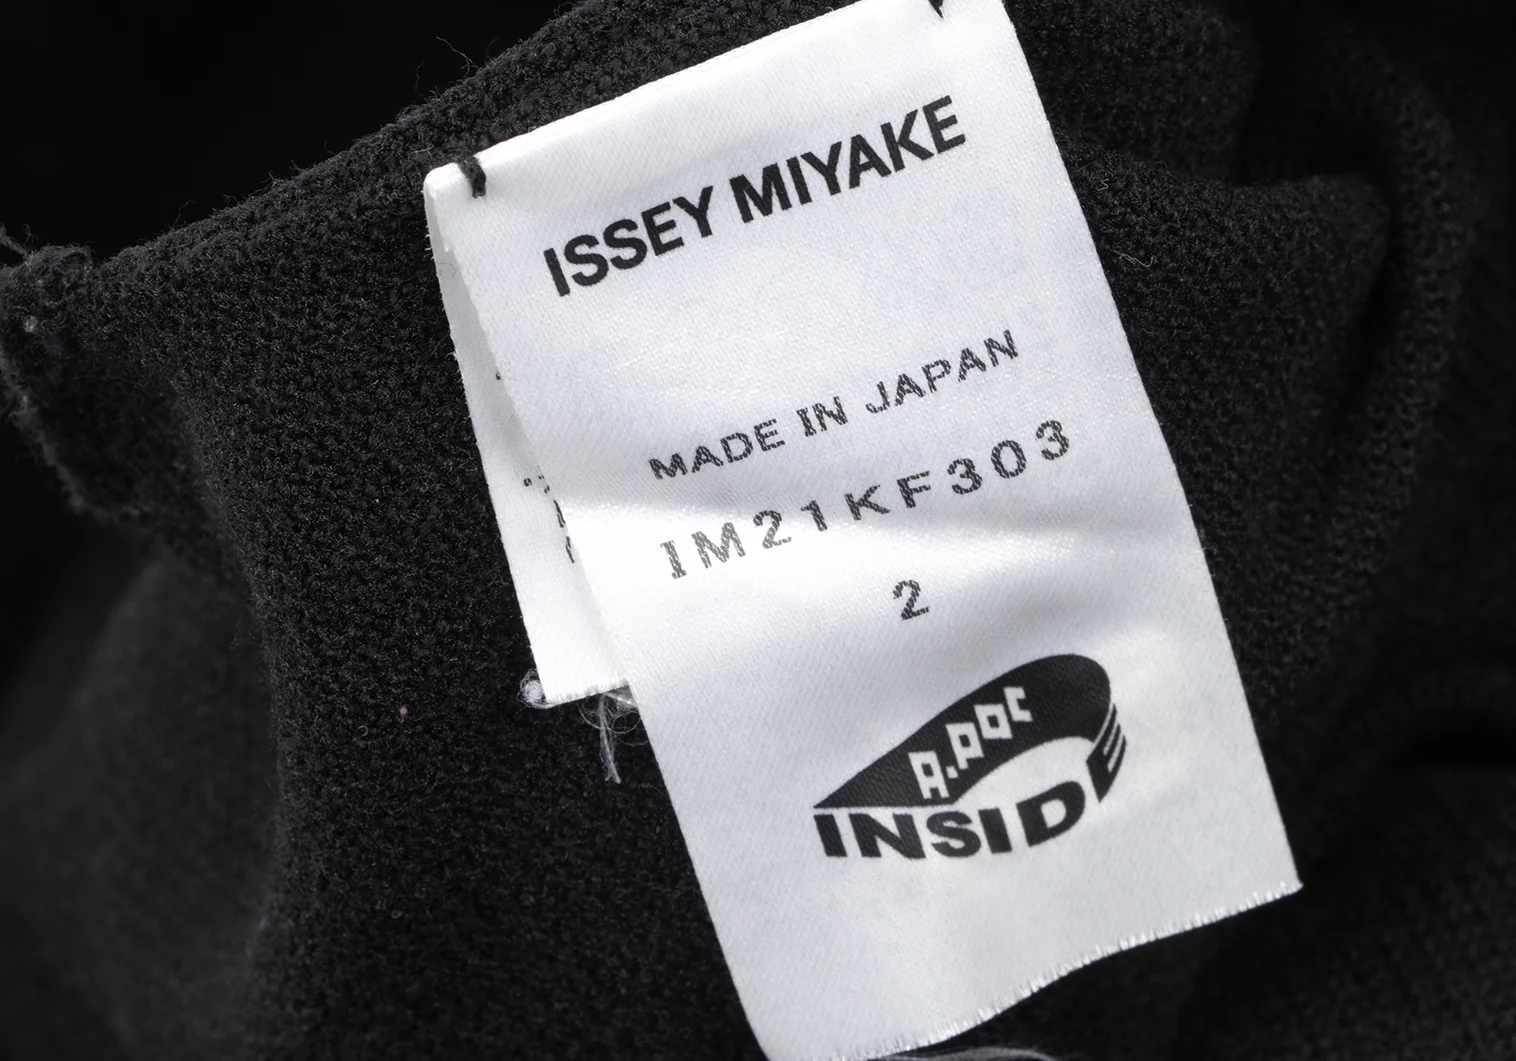 ISSEY MIYAKE
MADE IN JAPAN
IM21KF303
2
A.POC
INSIDE